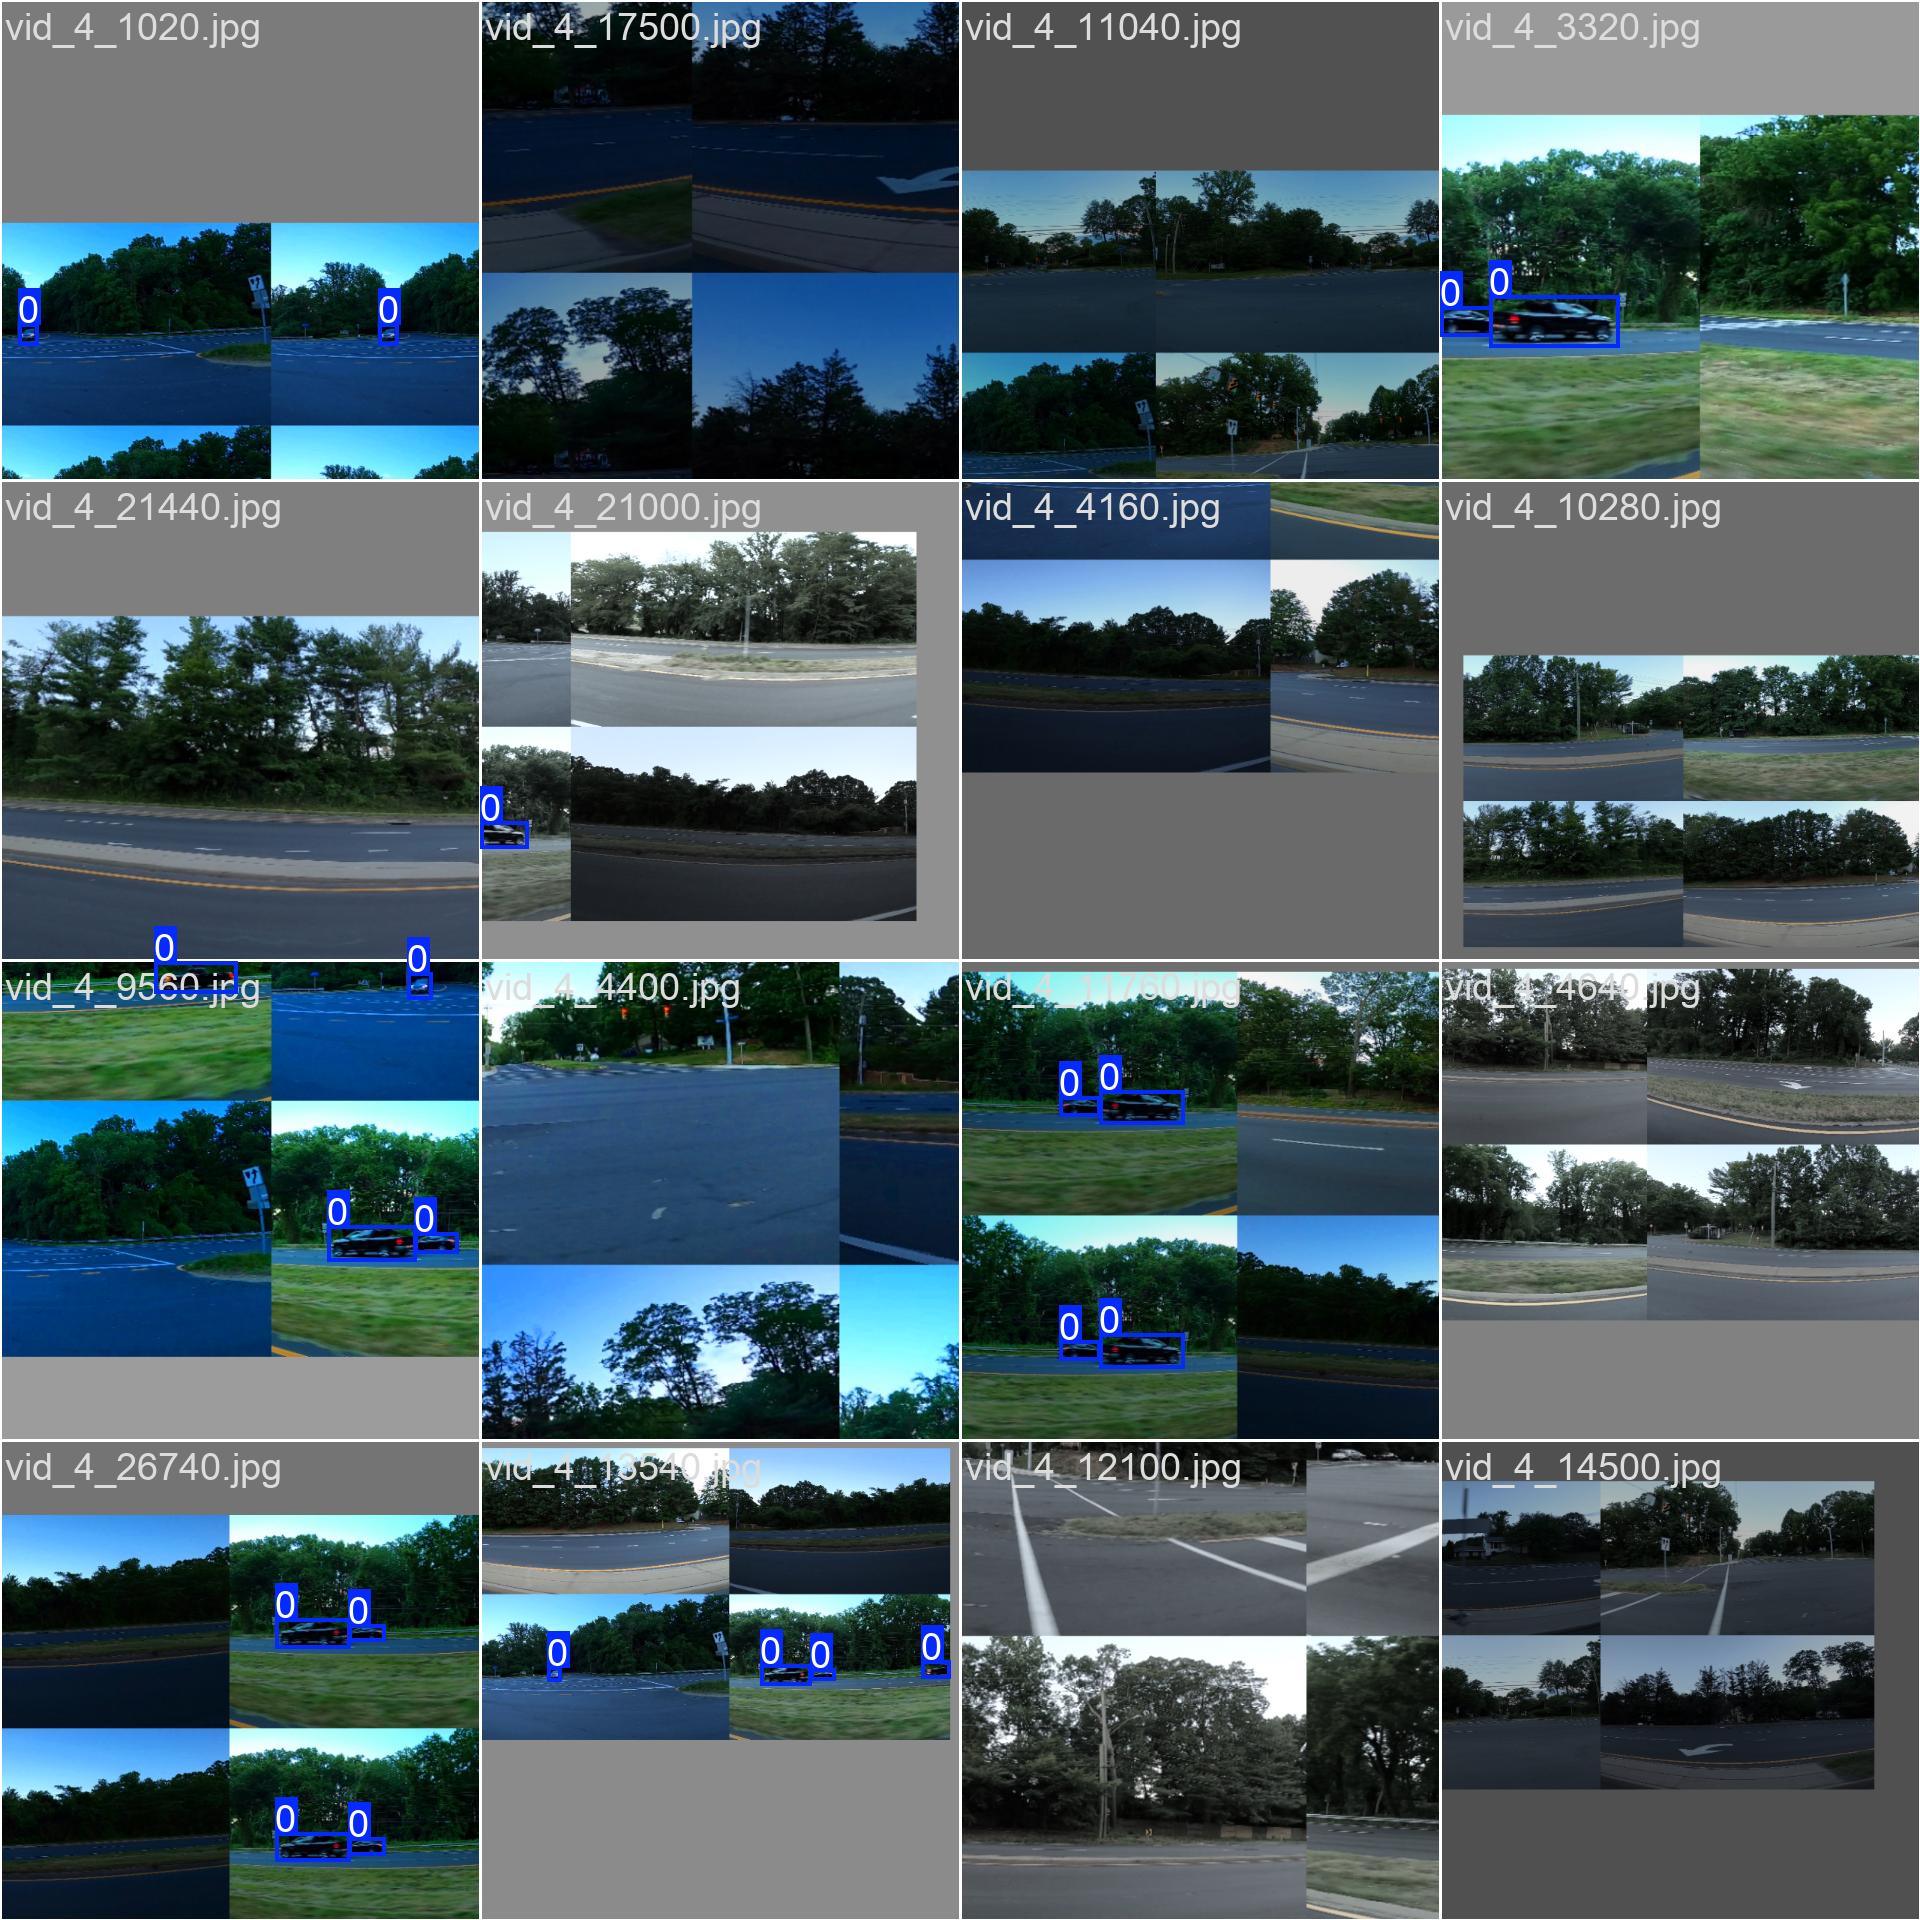 vid_4_1020.jpg
0
0
vid_4_17500.jpg
vid_4_11040.jpg
vid_4_3320.jpg
0
0
vid_4_21440.jpg
vid_4_21000.jpg
0
vid_4_4160.jpg
vid_4_10280.jpg
0
0
vid_4_9560.jpg
0
0
vid_4_4400.jpg
vid_4_11760.jpg
0
0
0
0
vid_4_4640.jpg
vid_4_26740.jpg
0
0
0
0
vid_4_13540.jpg
0
0
0
0
vid_4_12100.jpg
vid_4_14500.jpg